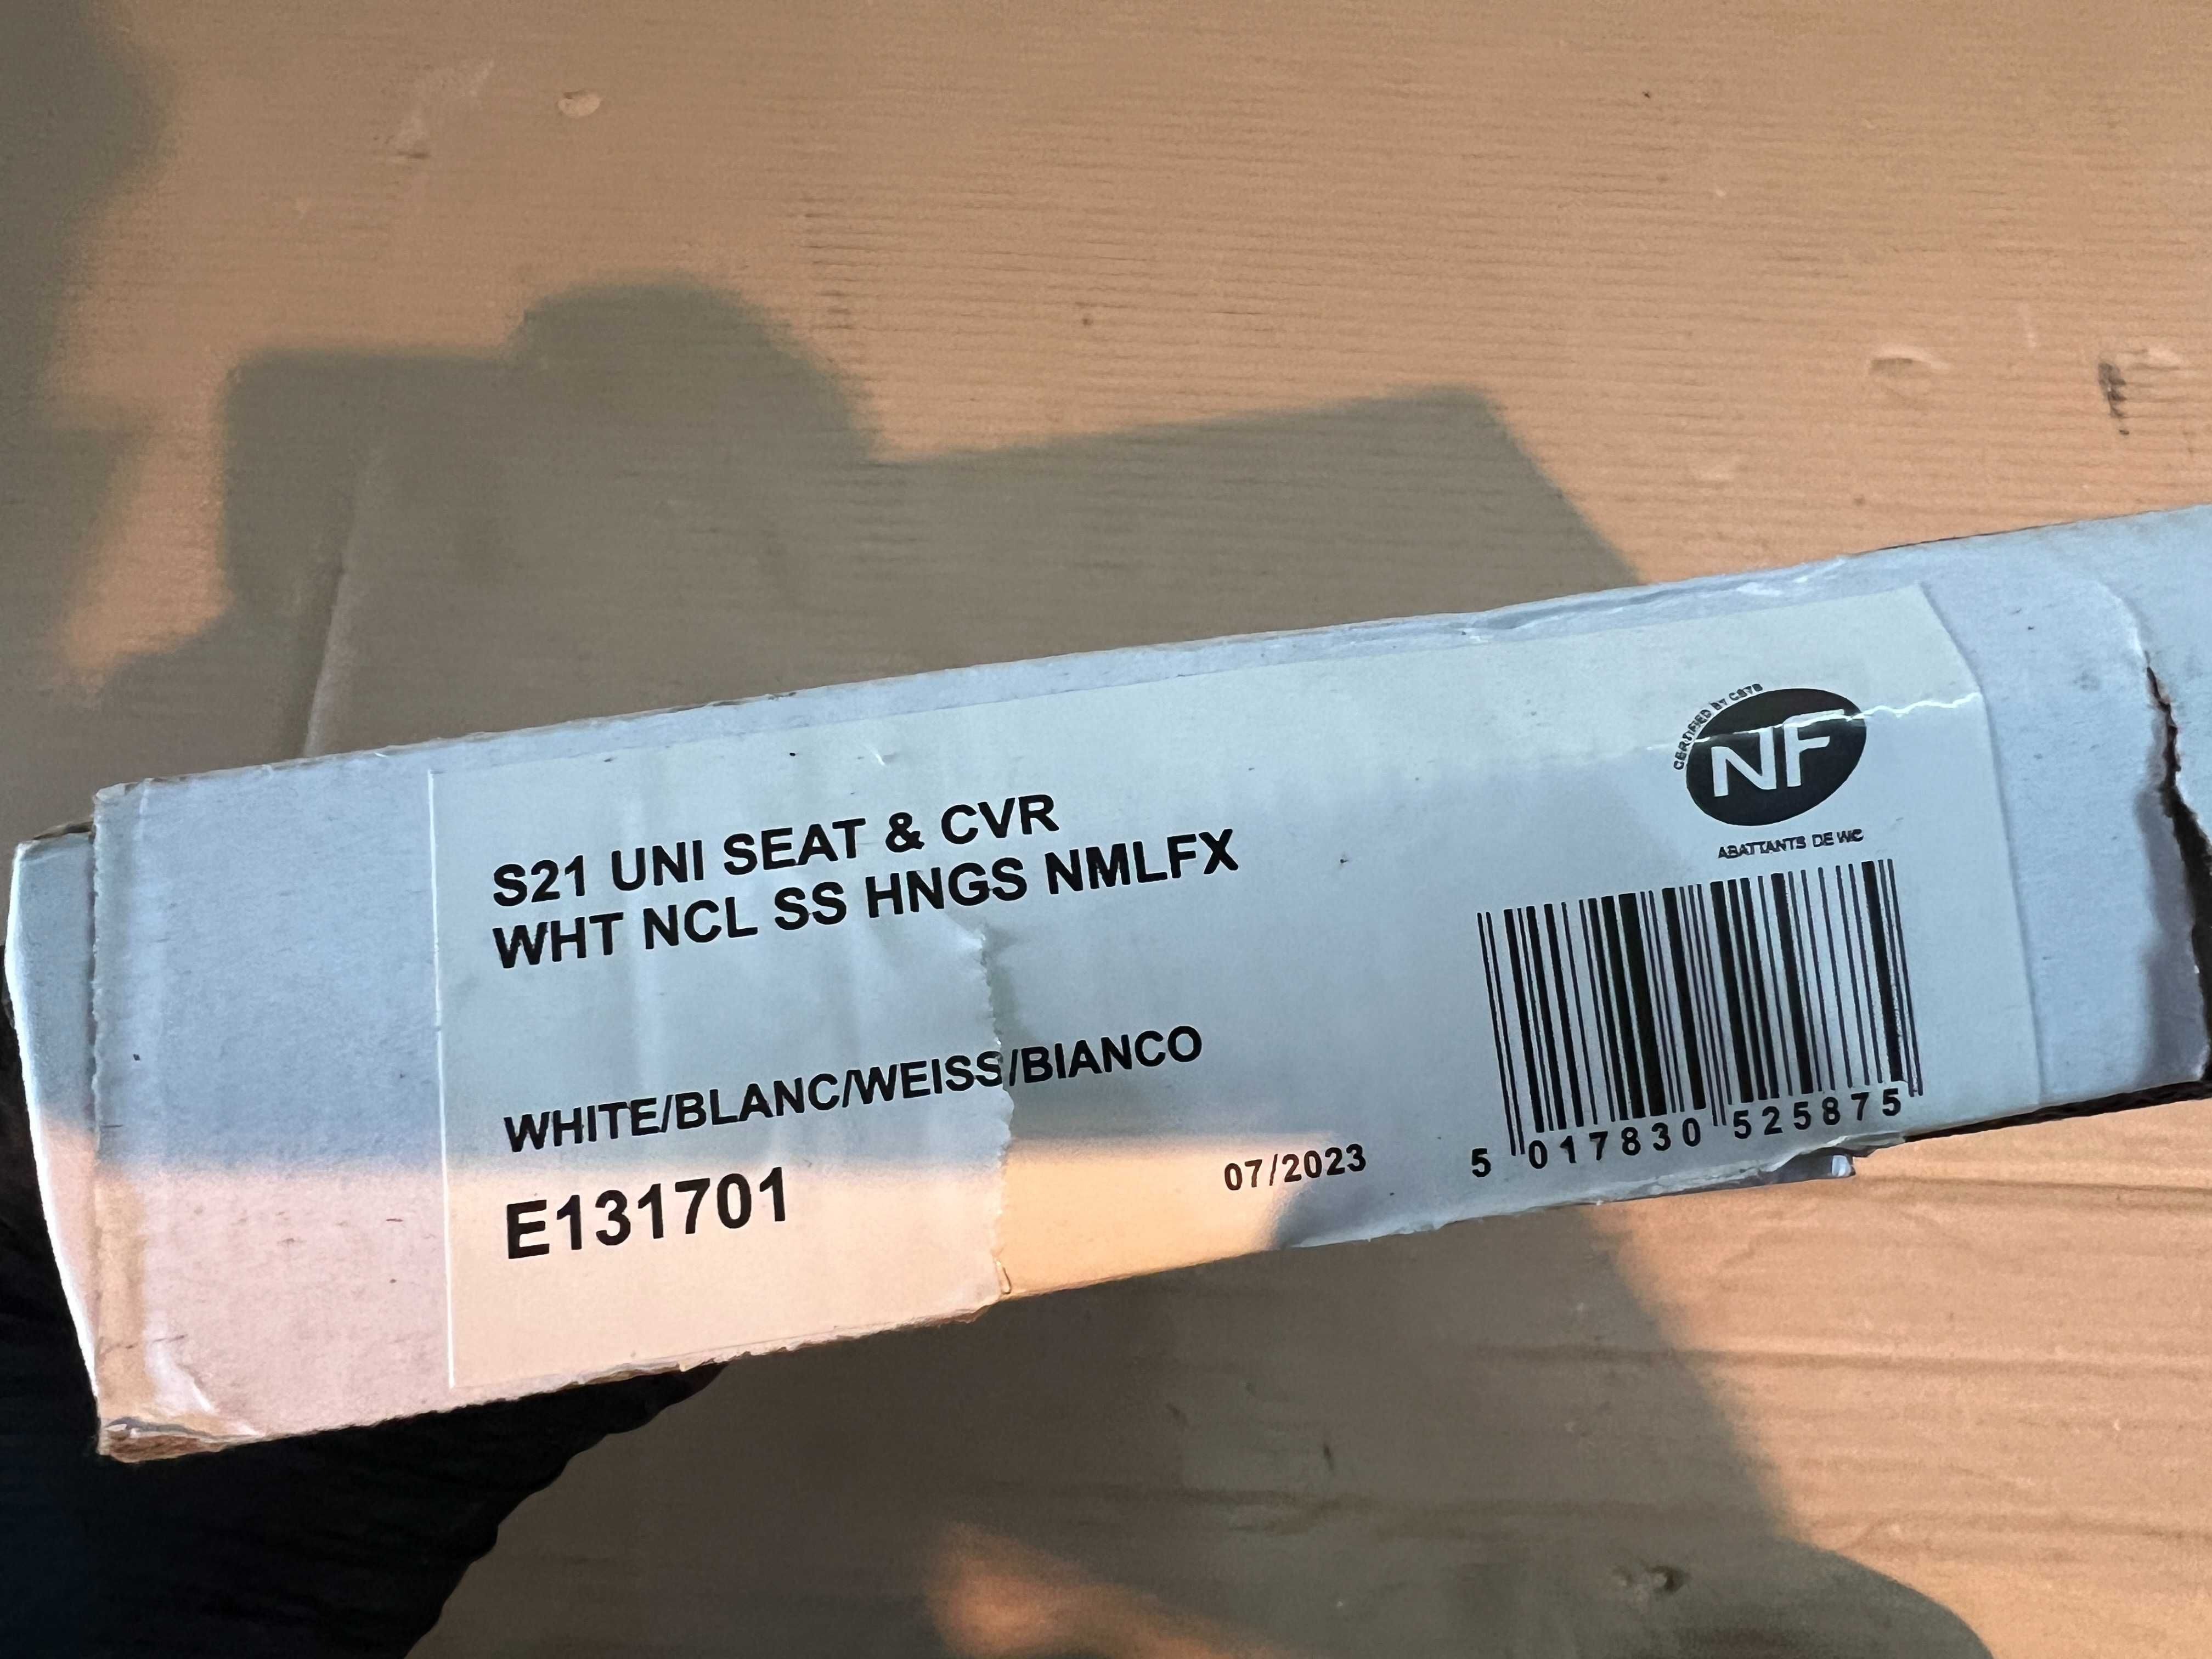 S21 UNI SEAT & CVR
WHT NCL SS HNGS NMLFX
WHITE/BLANC/WEISS/BIANCO
E131701
07/2023
CERTIFIED BY CSTB
NF
ABATTANTS DE WC
5 017830 525875